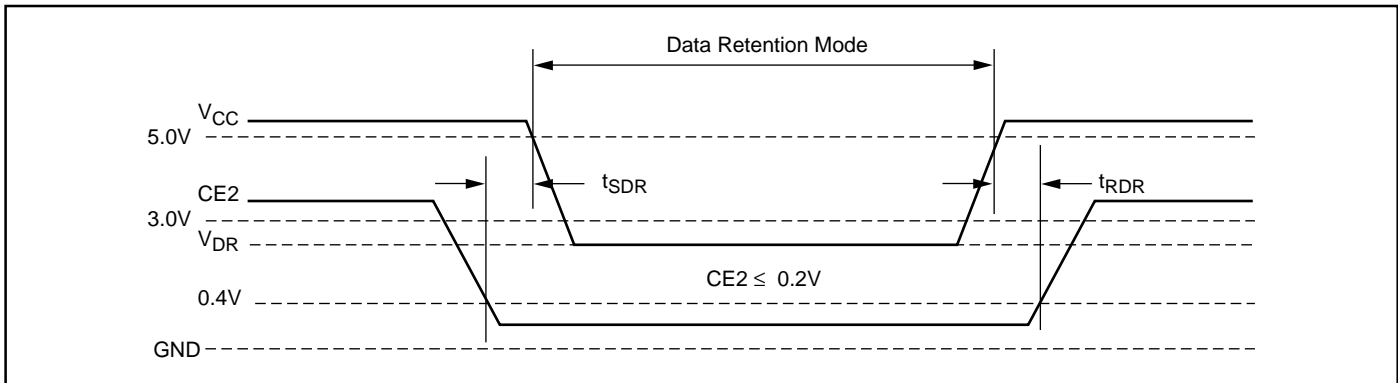 Data Retention Mode
VCC
5.0V
tSDR
tRDR
CE2
3.0V
VDR
CE2 ≤ 0.2V
0.4V
GND